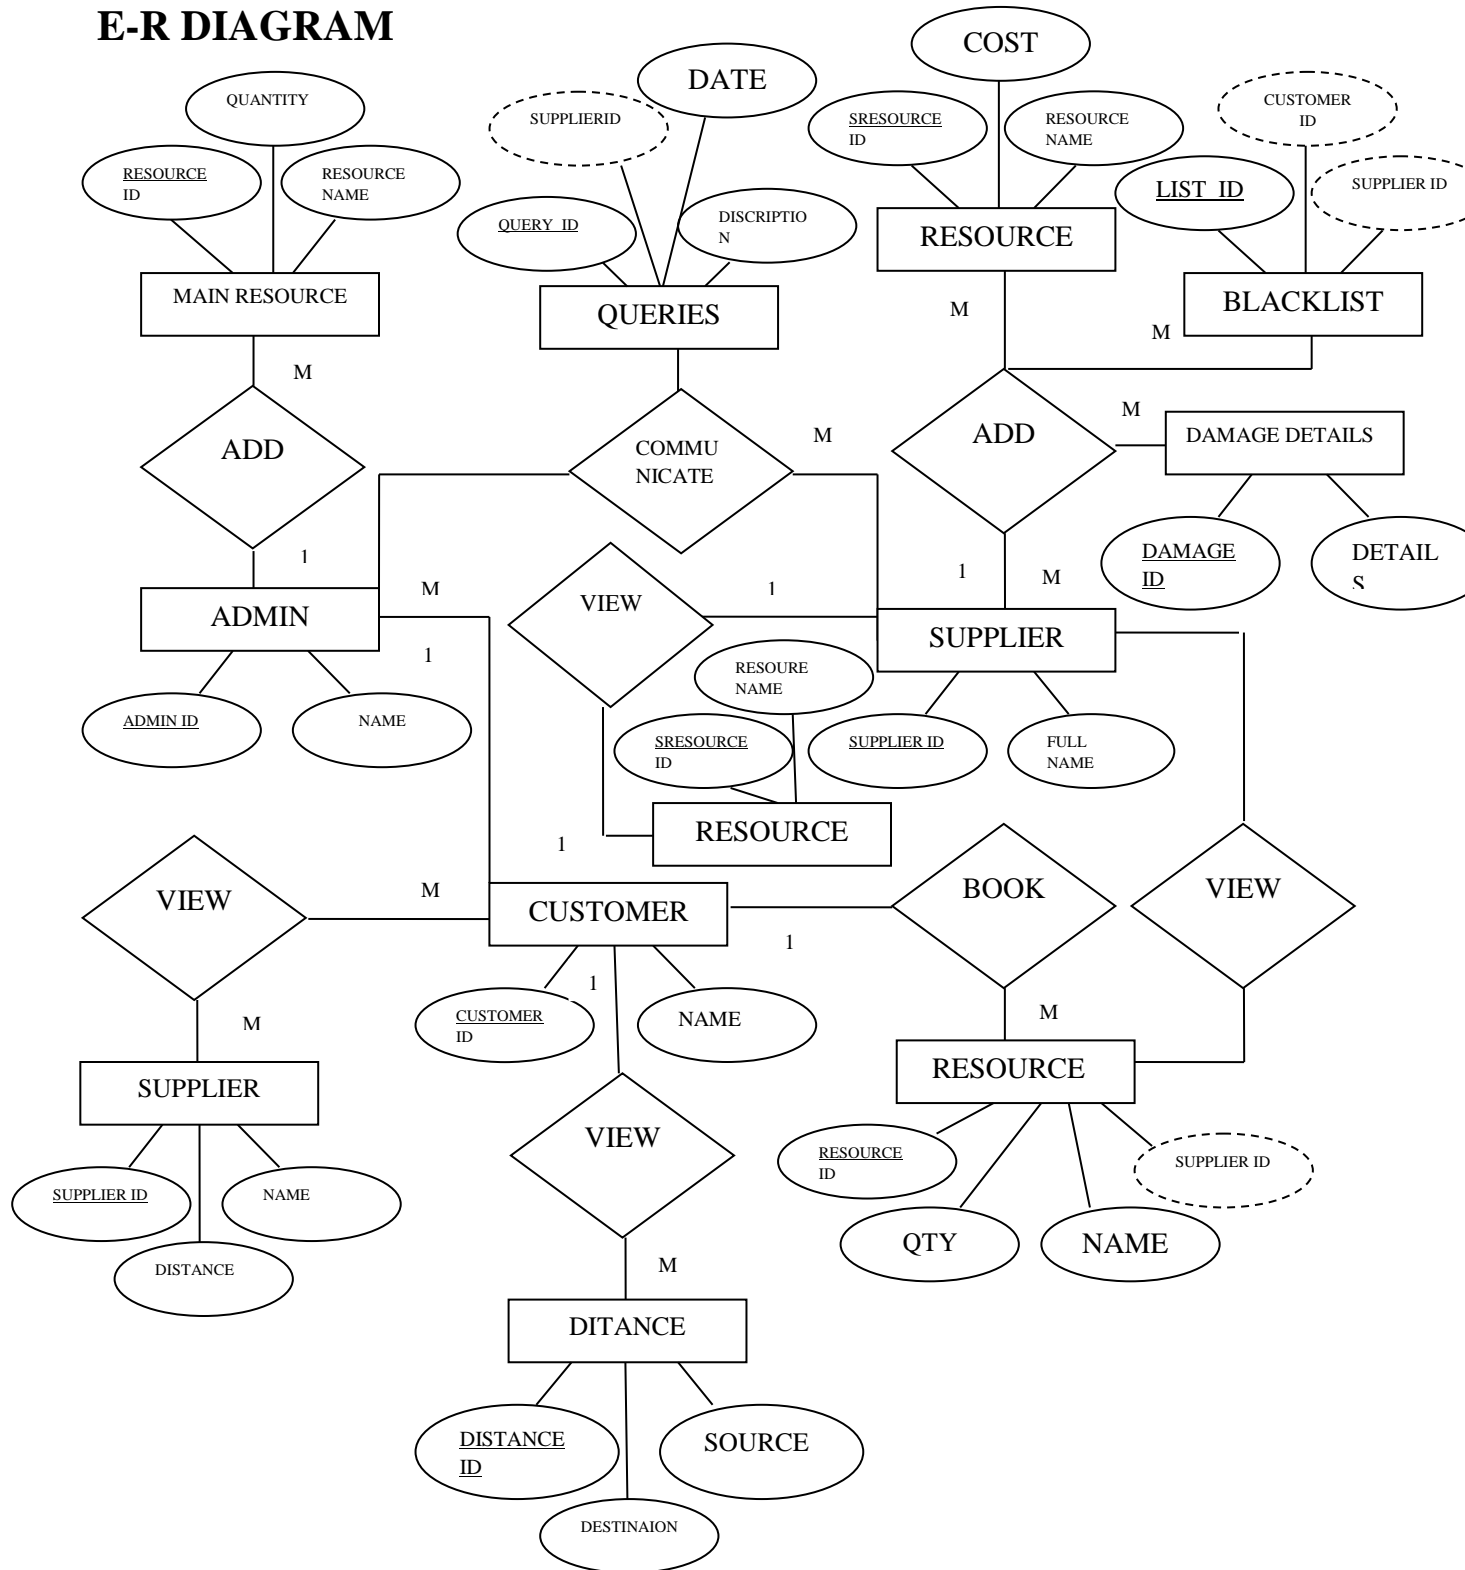 E-R DIAGRAM
COST
DATE
QUANTITY
SUPPLIERID
SRESOURCE
ID
RESOURCE
NAME
CUSTOMER
ID
RESOURCE
ID
RESOURCE
NAME
QUERY_ID
DISCRIPTIO
N
LIST_ID
SUPPLIER ID
RESOURCE
MAIN RESOURCE
QUERIES
BLACKLIST
M
M
M
ADD
COMMU
NICATE
M
ADD
M
DAMAGE DETAILS
DAMAGE
ID
DETAIL
S
1
M
1
1
M
VIEW
ADMIN
SUPPLIER
1
RESOURE
NAME
ADMIN ID
NAME
SRESOURCE
ID
SUPPLIER ID
FULL
NAME
RESOURCE
1
VIEW
M
CUSTOMER
BOOK
VIEW
1
1
CUSTOMER
ID
NAME
M
M
SUPPLIER
RESOURCE
VIEW
SUPPLIER ID
NAME
RESOURCE
ID
SUPPLIER ID
DISTANCE
QTY
NAME
M
DITANCE
DISTANCE
ID
SOURCE
DESTINAION